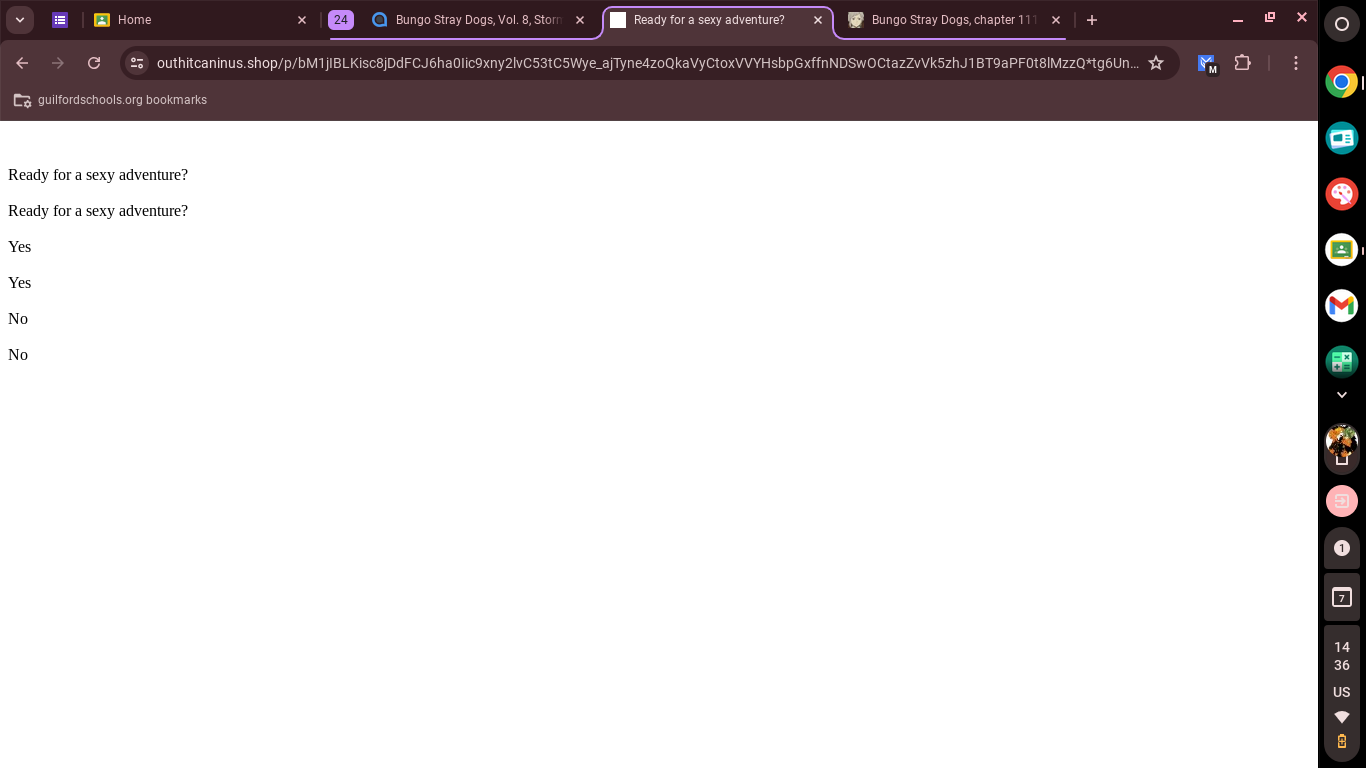 Home
24
Bungo Stray Dogs, Vol. 8, Storm
Ready for a sexy adventure?
Bungo Stray Dogs, chapter 111
outhitcaninus.shop/p/bM1jIBLKisc8jDdFCJ6ha0Iic9xny2lvC53tC5Wye_ajTyne4zoQkaVyCtoxVVYHsbpGxffnNDSwOCtazZvVk5zhJ1BT9aPF0t8lMzzQ*tg6Un...
M
guilfordschools.org bookmarks
Ready for a sexy adventure?
Ready for a sexy adventure?
Yes
Yes
No
No
1
7
14
36
US